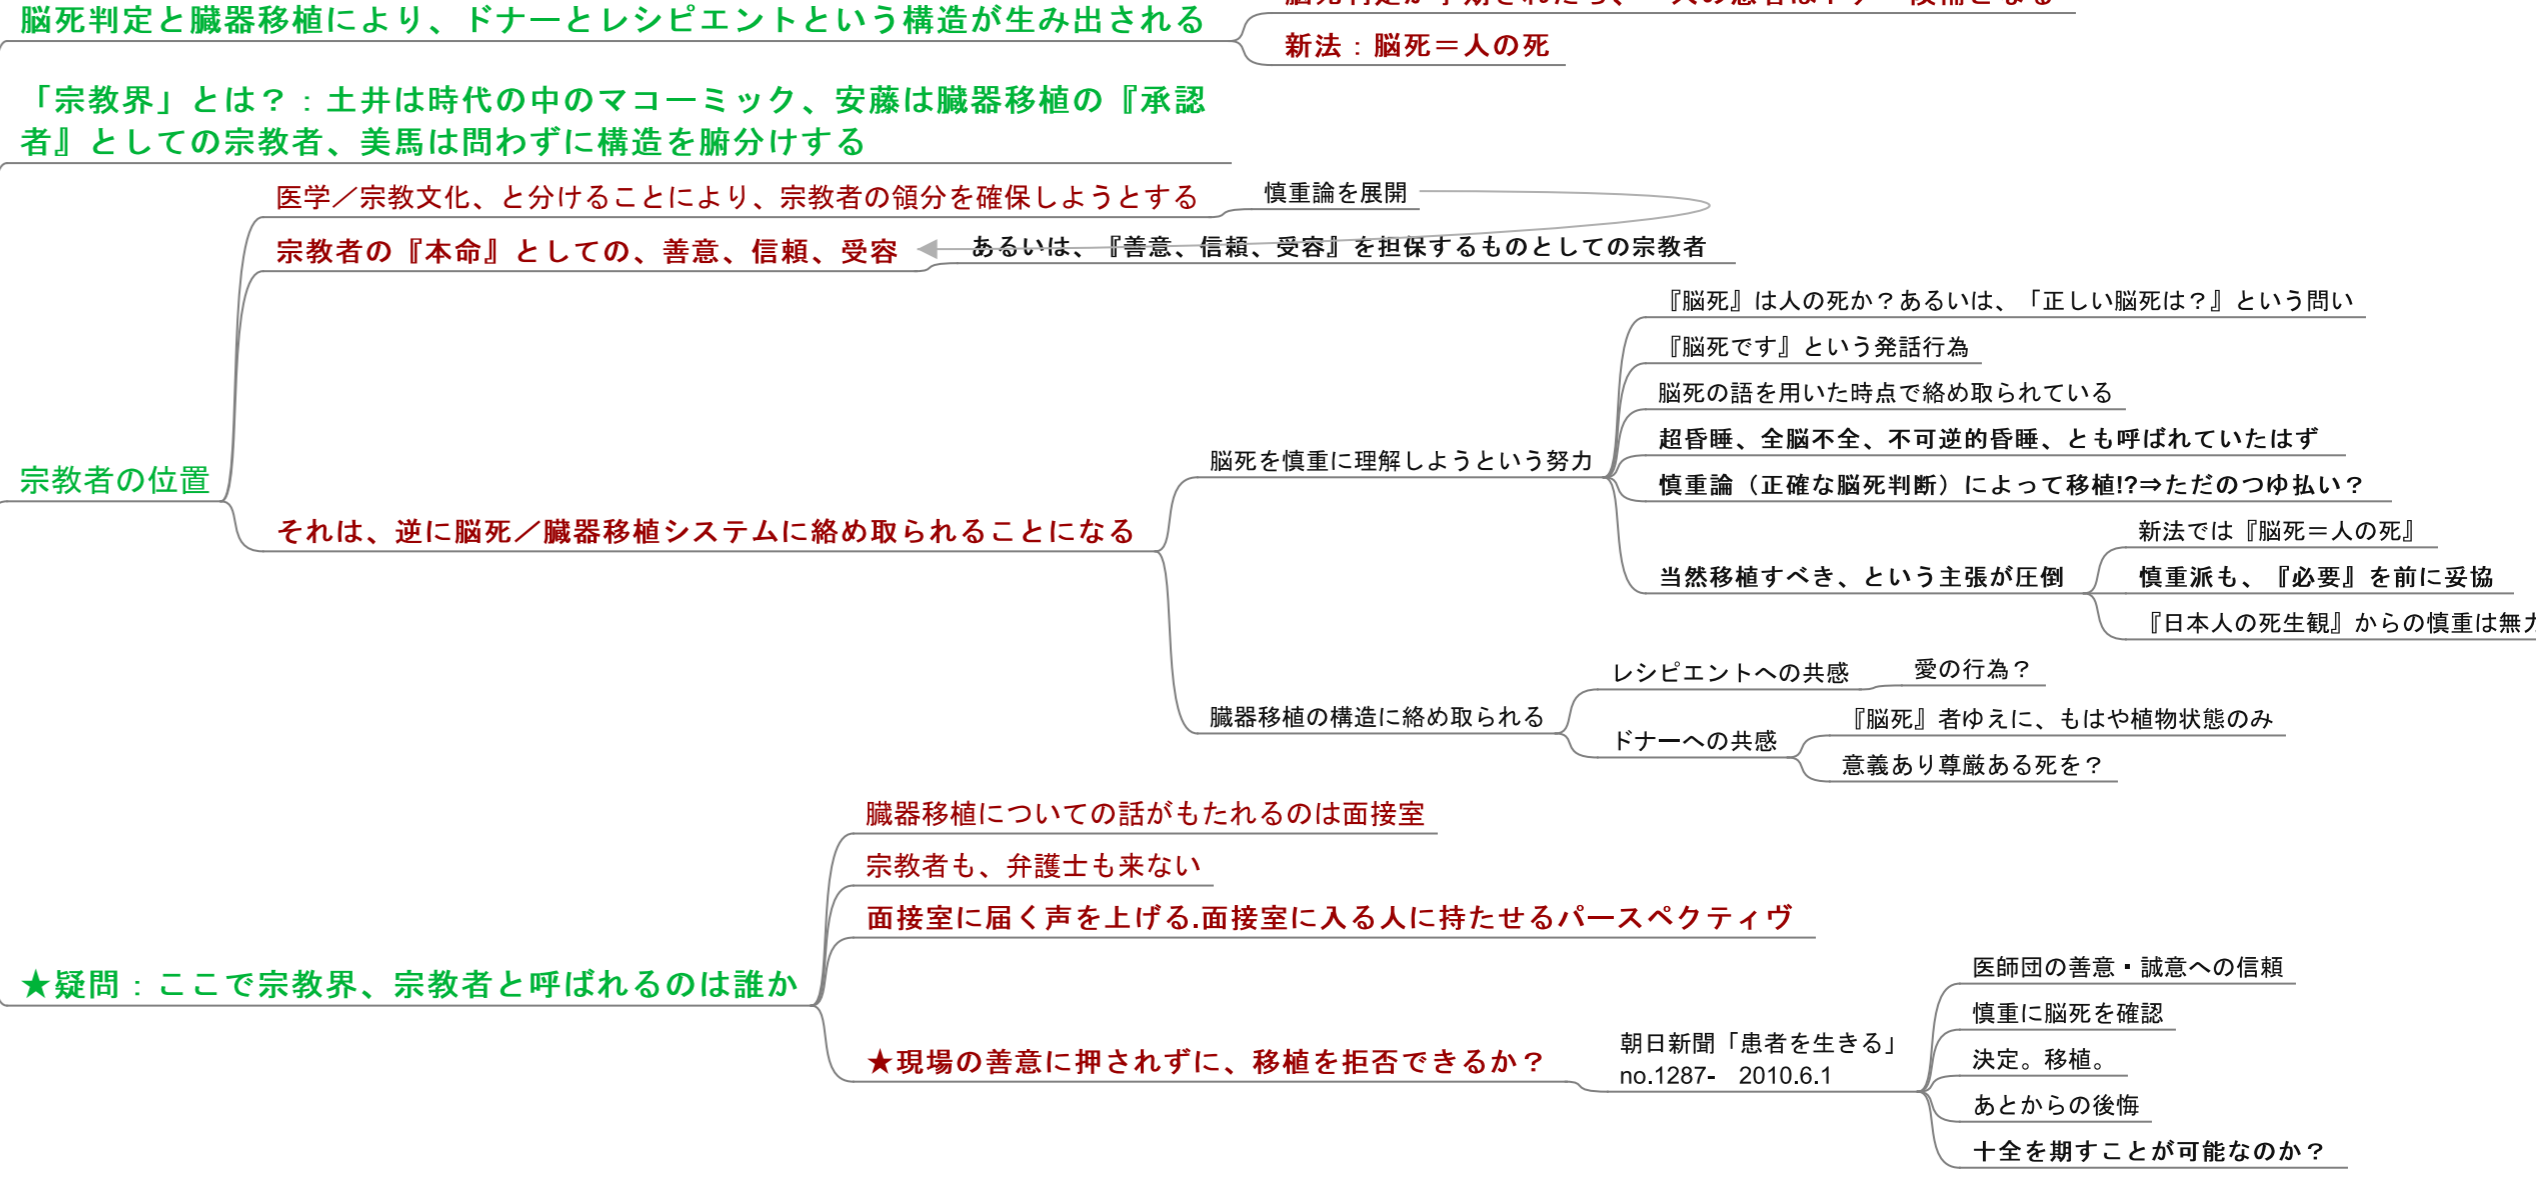 脳死判定と臓器移植により、ドナーとレシピエントという構造が生み出される
新法：脳死＝人の死
「宗教界」とは？：土井は時代の中のマコーミック、安藤は臓器移植の『承認
者』としての宗教者、美馬は問わずに構造を腑分けする
宗教者の位置
医学／宗教文化、と分けることにより、宗教者の領分を確保しようとする
慎重論を展開
宗教者の『本命』としての、善意、信頼、受容
あるいは、『善意、信頼、受容』を担保するものとしての宗教者
それは、逆に脳死／臓器移植システムに絡め取られることになる
脳死を慎重に理解しようという努力
『脳死』は人の死か？あるいは、「正しい脳死は？』という問い
『脳死です』という発話行為
脳死の語を用いた時点で絡め取られている
超昏睡、全脳不全、不可逆的昏睡、とも呼ばれていたはず
慎重論（正確な脳死判断）によって移植!?⇒ただのつゆ払い？
当然移植すべき、という主張が圧倒
新法では『脳死＝人の死』
慎重派も、『必要』を前に妥協
『日本人の死生観』からの慎重は無
臓器移植の構造に絡め取られる
レシピエントへの共感
愛の行為？
ドナーへの共感
『脳死』者ゆえに、もはや植物状態のみ
意義あり尊厳ある死を？
★疑問：ここで宗教界、宗教者と呼ばれるのは誰か
臓器移植についての話がもたれるのは面接室
宗教者も、弁護士も来ない
面接室に届く声を上げる.面接室に入る人に持たせるパースペクティヴ
★現場の善意に押されずに、移植を拒否できるか？
朝日新聞「患者を生きる」
no.1287-　2010.6.1
医師団の善意・誠意への信頼
慎重に脳死を確認
決定。移植。
あとからの後悔
十全を期すことが可能なのか？